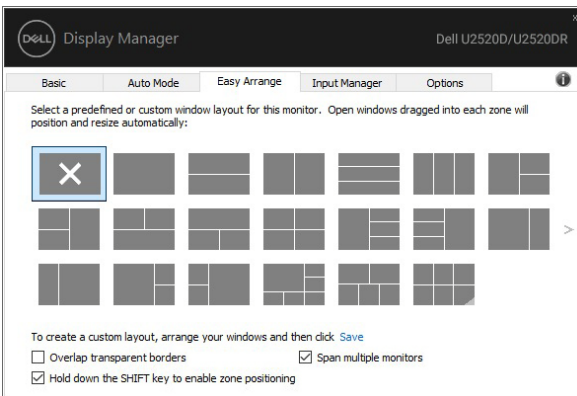 DELL Display Manager
Dell U2520D/U2520DR
Basic Auto Mode Easy Arrange Input Manager Options
Select a predefined or custom window layout for this monitor. Open windows dragged into each zone will
position and resize automatically:
To create a custom layout, arrange your windows and then click Save
Overlap transparent borders
Span multiple monitors
Hold down the SHIFT key to enable zone positioning